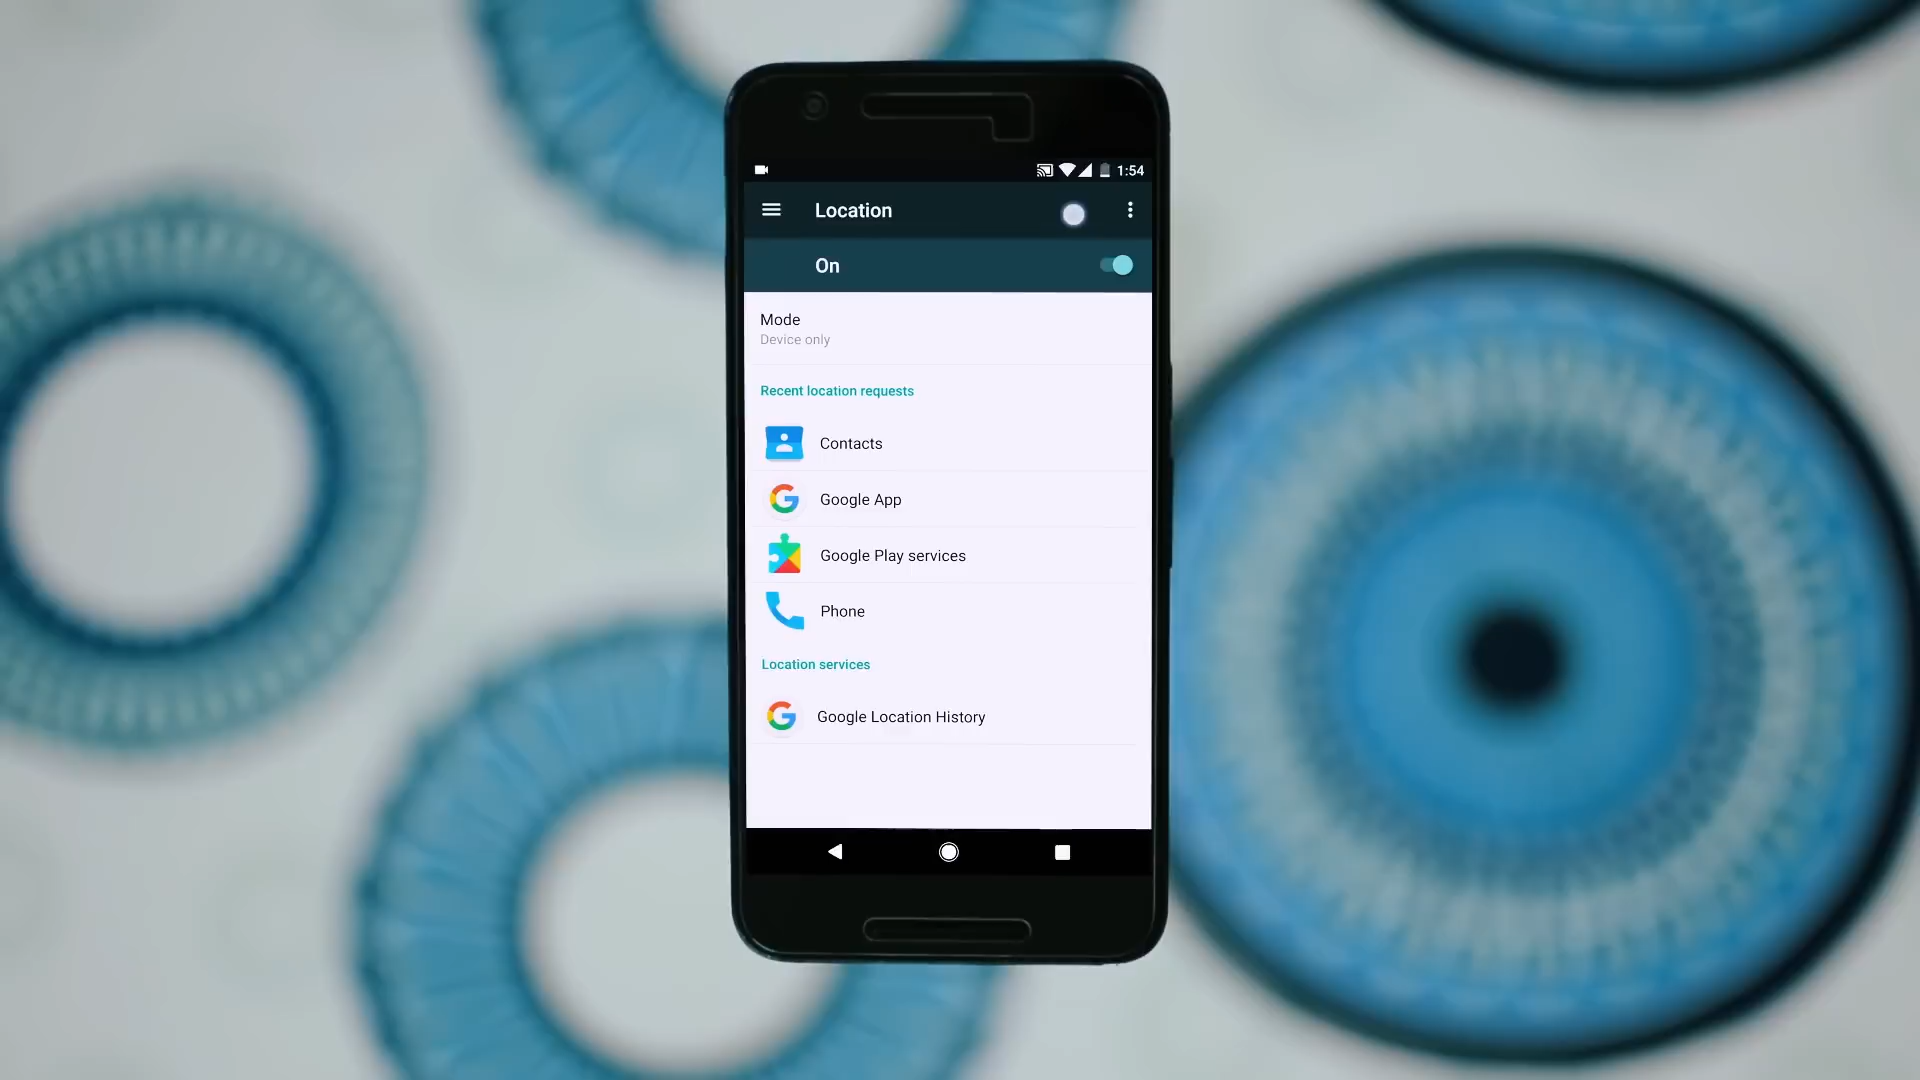 1:54
Location
On
Mode
Device only
Recent location requests
Contacts
Google App
Google Play services
Phone
Location services
Google Location History